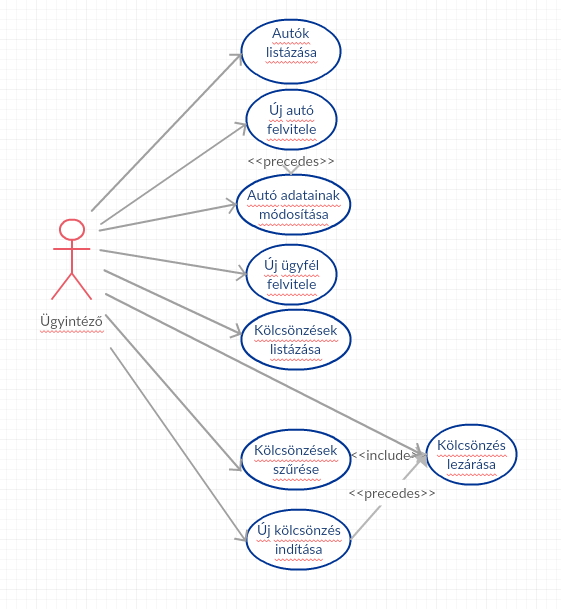 Autók
listázása
Új autó
felvitele
<<precedes>>
Autó adatainak
módosítása
Új ügyfél
felvitele
Ügyintéző
Kölcsönzések
listázása
Kölcsönzések
szűrése
<<include>
Kölcsönzés
lezárása
<<precedes>>
Új kölcsönzés
indítása